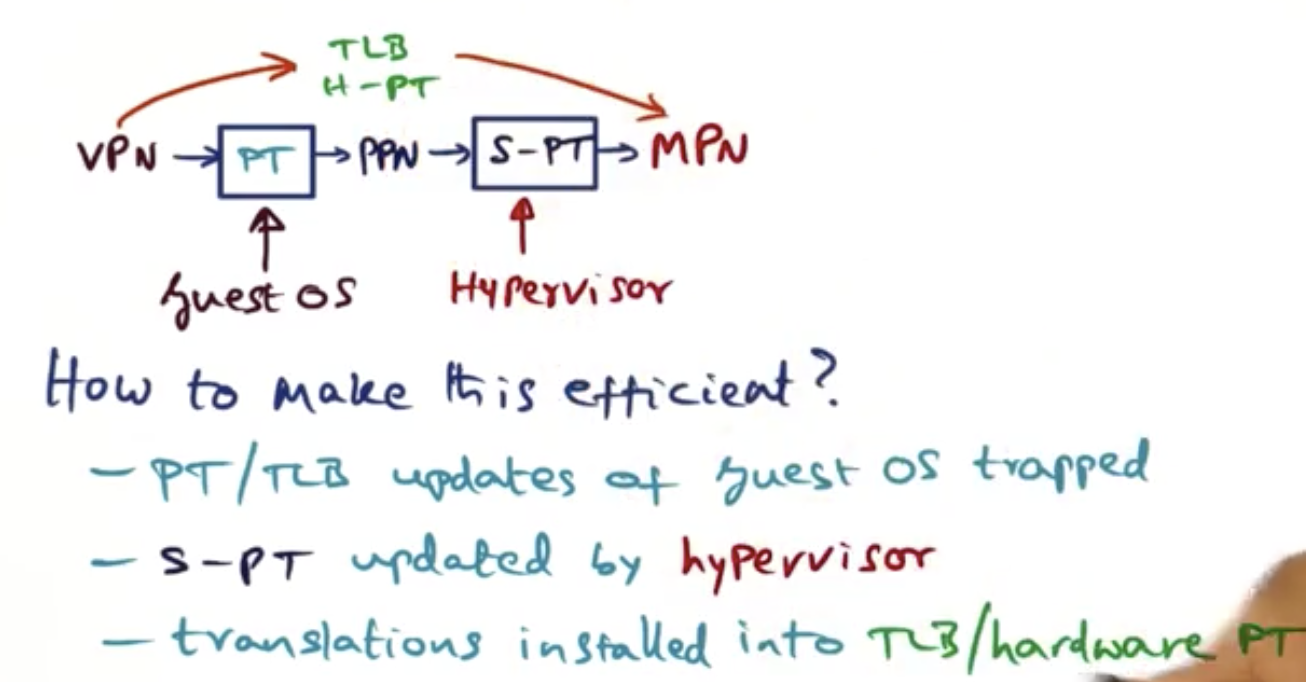 TLB
H-PT
VPN → PT → PPN → S-PT → MPN
Guest OS Hypervisor
How to make this efficient?
- PT/TLB updates of guest OS trapped
- S-PT updated by hypervisor
- translations installed into TLB/hardware PT